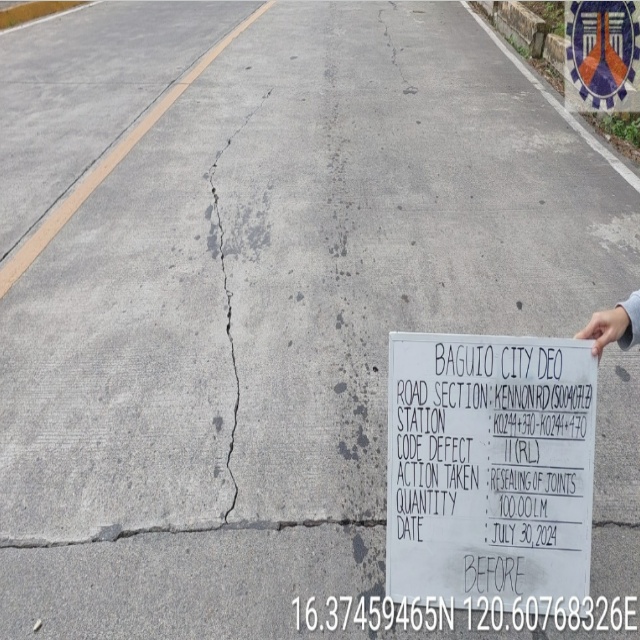 BAGUIO CITY DEO
ROAD SECTION: KENNON RD
STATION : K0244+370-K0244+470
CODE DEFECT : 11 (RL)
ACTION TAKEN : RESEALING OF JOINTS
QUANTITY : 100.00 LM
DATE : JULY 30, 2024
BEFORE
16.37459465N 120.60768326E